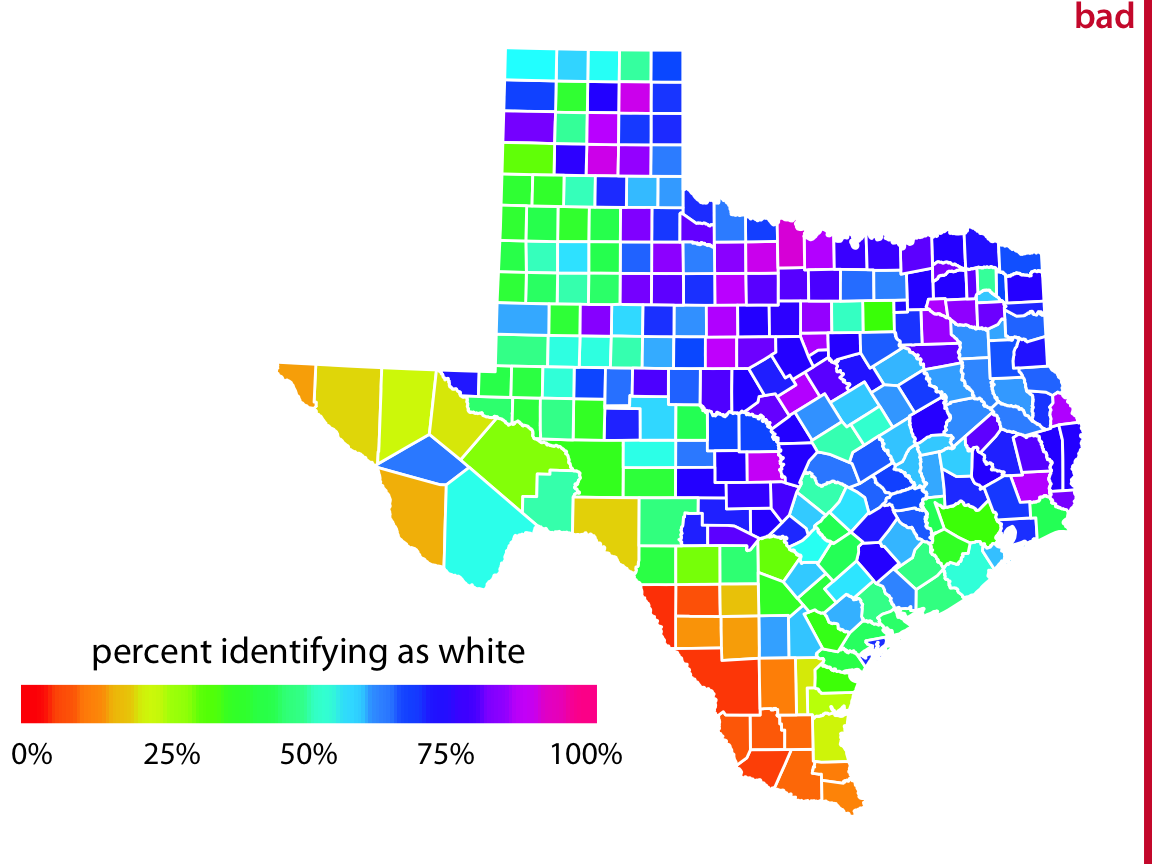 bad
percent identifying as white
0% 25% 50% 75% 100%